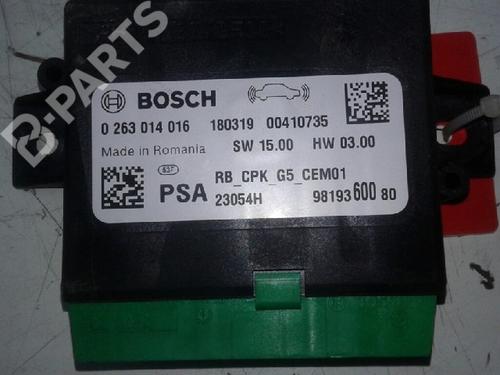 B-PARTS
BOSCH
0 263 014 016 180319 00410735
Made in Romania SW 15.00 HW 03.00
637 RB_CPK_G5_CEM01
PSA 23054H 98193600 80